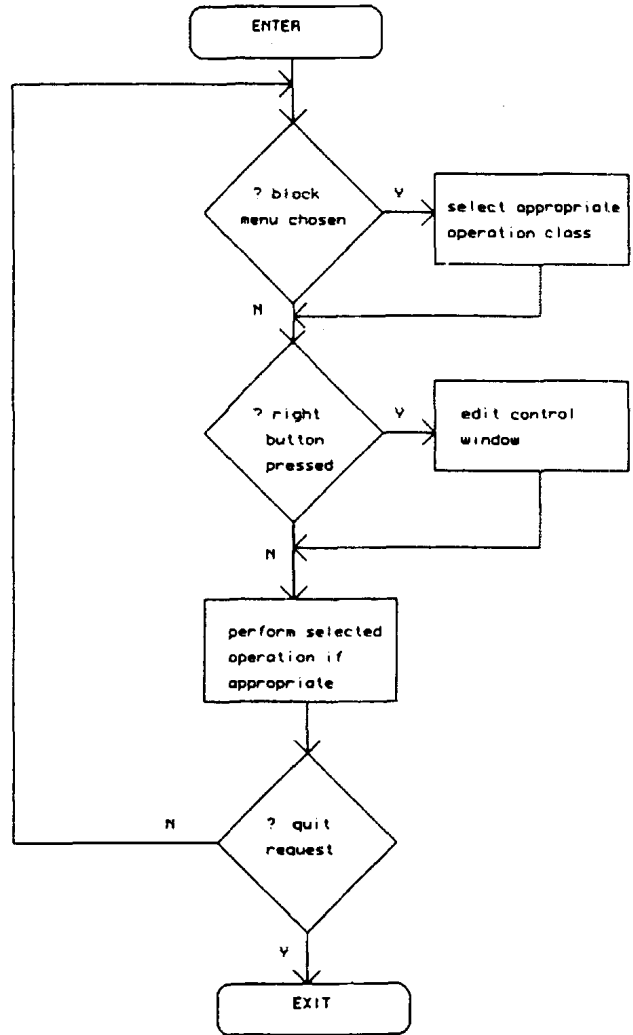 ENTER
? block
menu chosen
Y
select appropriate
operation class
N
? right
button
pressed
Y
edit control
window
N
perform selected
operation if
appropriate
N
? quit
request
Y
EXIT